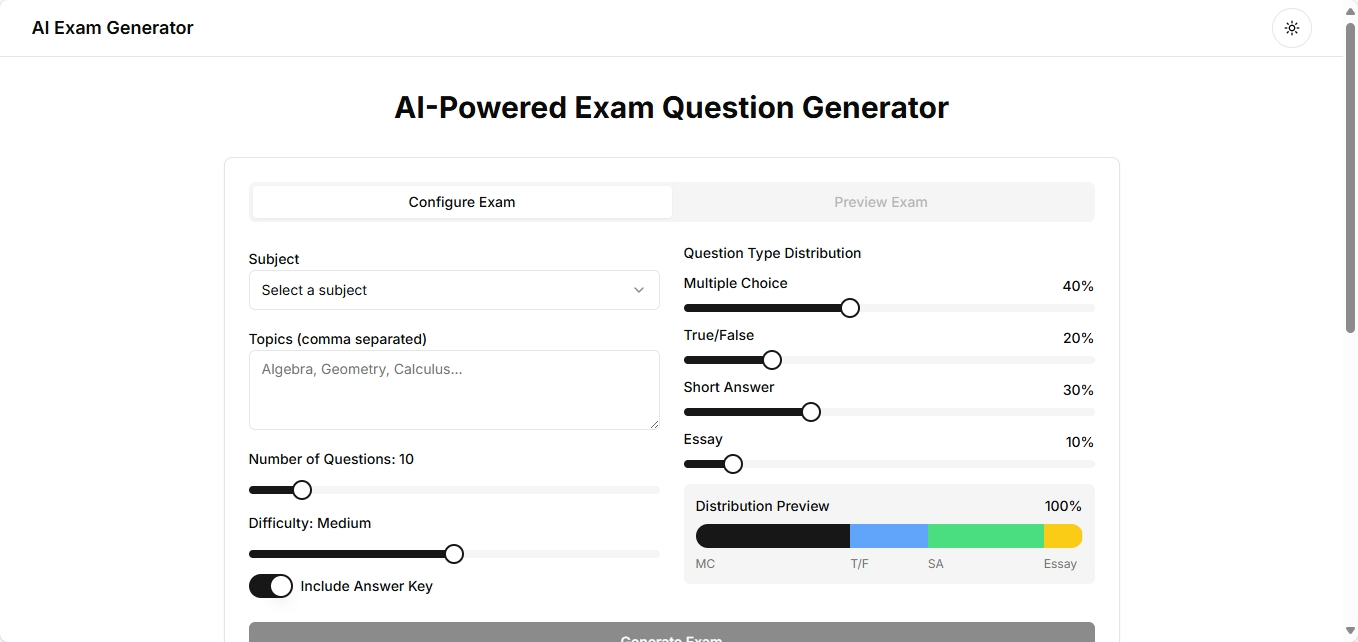 AI Exam Generator
AI-Powered Exam Question Generator
Configure Exam
Preview Exam
Subject
Select a subject
Topics (comma separated)
Algebra, Geometry, Calculus...
Number of Questions: 10
Difficulty: Medium
Include Answer Key
Question Type Distribution
Multiple Choice
40%
True/False
20%
Short Answer
30%
Essay
10%
Distribution Preview
100%
MC
T/F
SA
Essay
Generate Exam